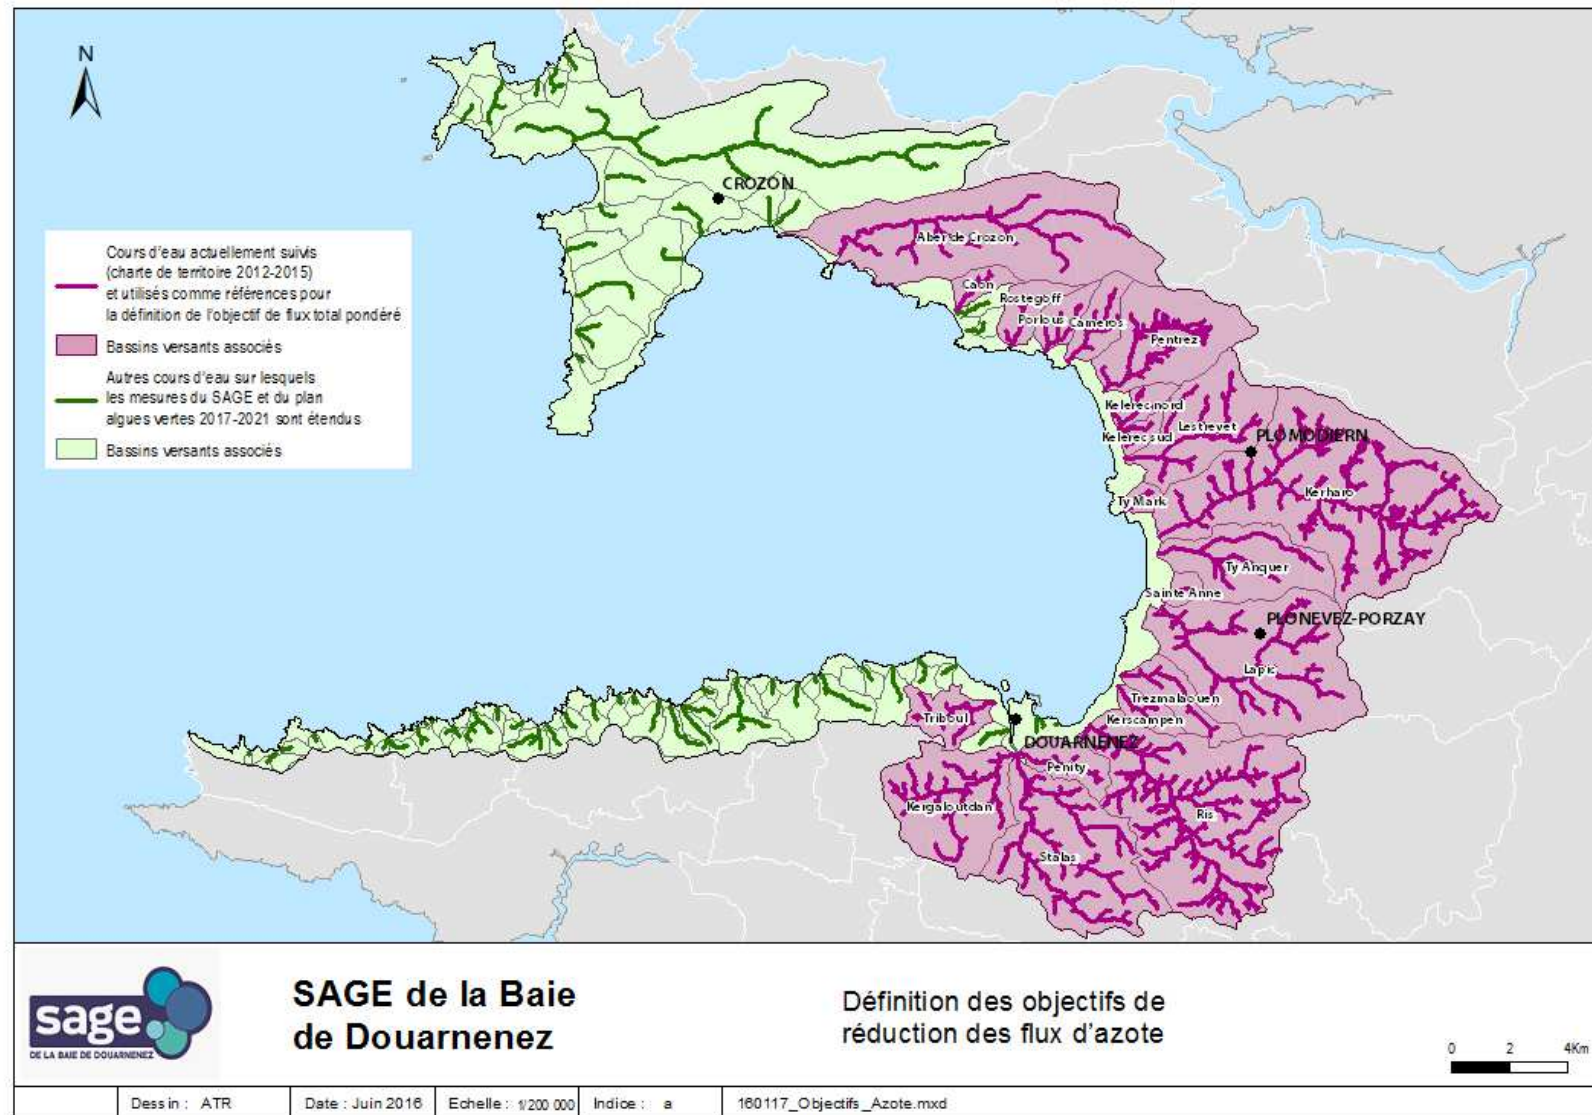 N
CROZON
Aber de Crozon
Cours d'eau actuellement suivis
(charte de territoire 2012-2015)
et utilisés comme références pour
la définition de l'objectif de flux total pondéré
Bassins versants associés
Autres cours d'eau sur lesquels
les mesures du SAGE et du plan
algues vertes 2017-2021 sont étendus
Bassins versants associés
Caon
Rostegoff
Porlous
Cameros
Pentrez
Kelerec nord
Lestrevet
Kelerec sud
PLOMODIERN
Ty Mark
Kerharo
Ty Anquer
Sainte Anne
PLONEVEZ-PORZAY
Lapic
Trezmalaouen
Kerscampen
Triboul
DOUARNENEZ
Penity
Kergaloutdan
Ris
Stalas
sage
DE LA BAIE DE DOUARNENEZ
SAGE de la Baie
de Douarnenez
Définition des objectifs de
réduction des flux d'azote
0 2 4Km
Dessin : ATR Date : Juin 2016 Echelle : 1/200 000 Indice : a 160117_Objectifs_Azote.mxd